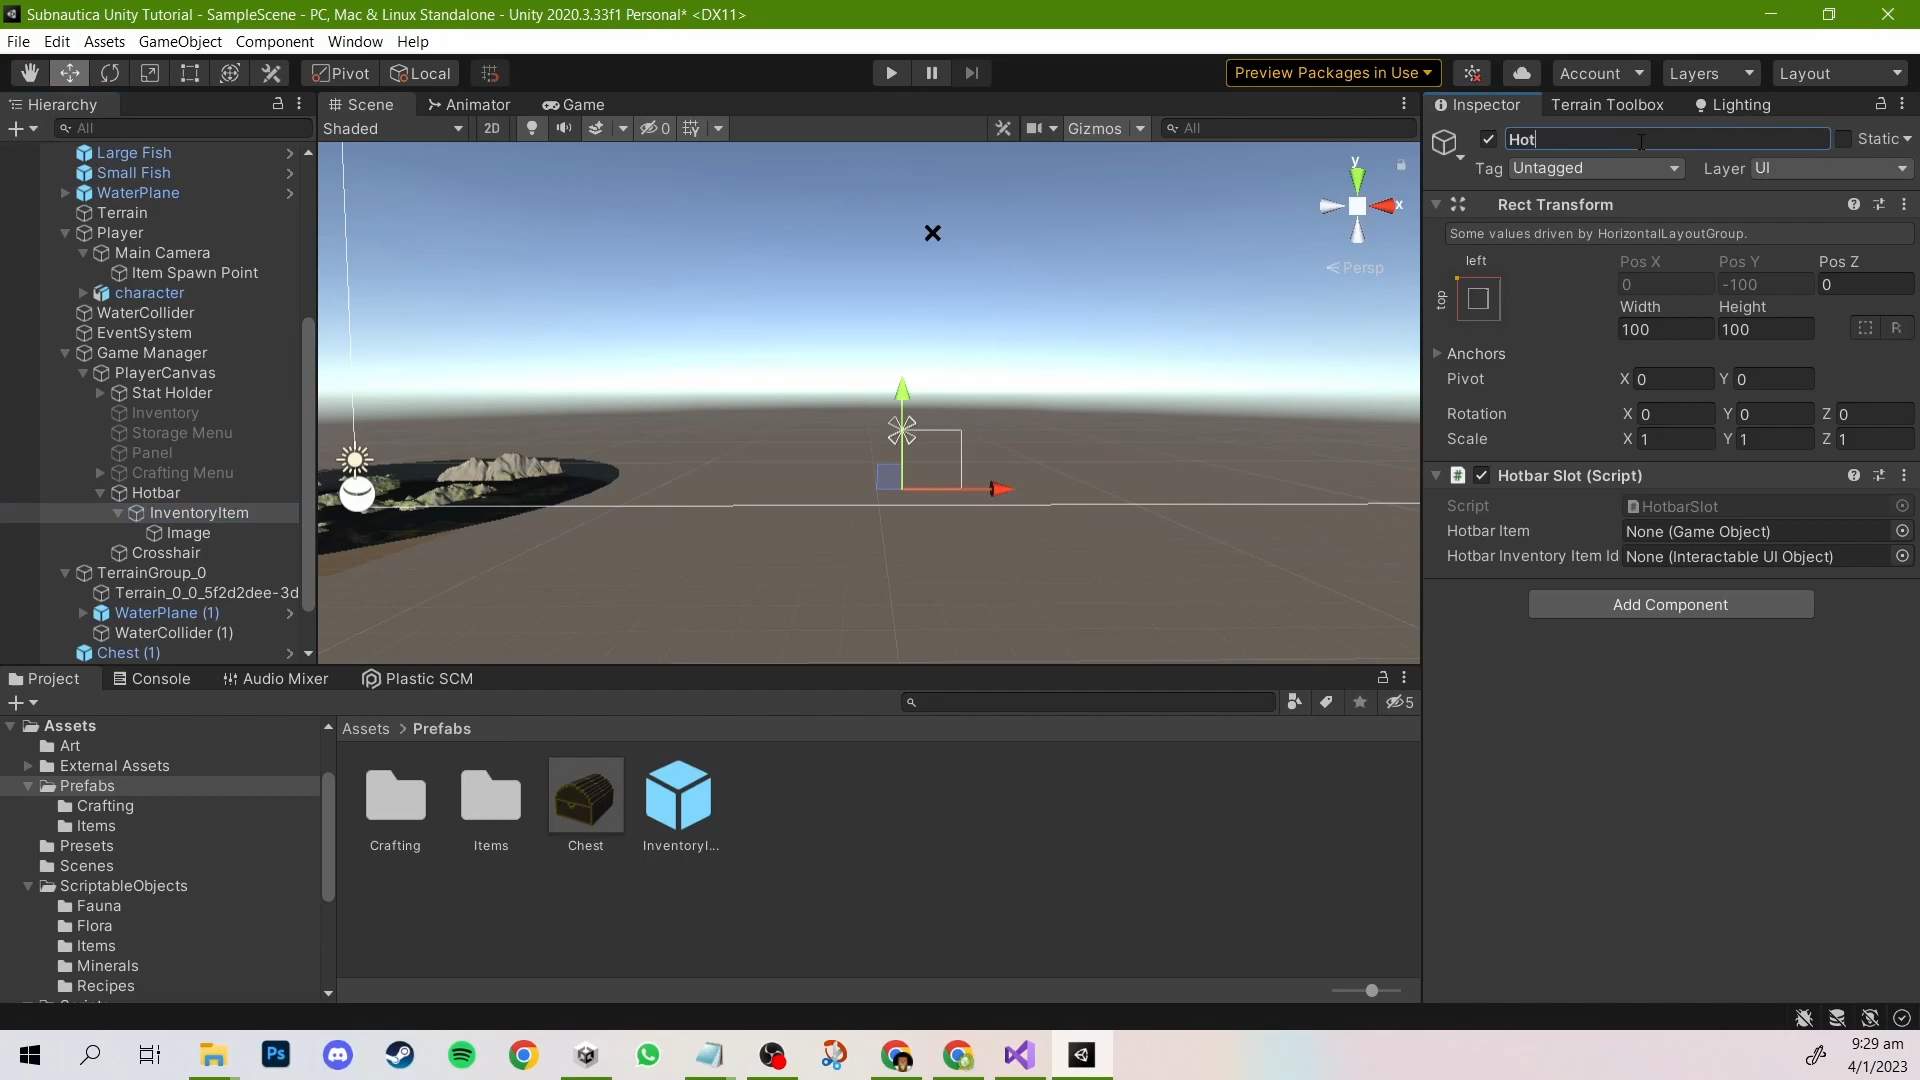 Subnautica Unity Tutorial - SampleScene - PC, Mac & Linux Standalone - Unity 2020.3.33f1 Personal* <DX11>
File Edit Assets GameObject Component Window Help
Pivot Local Preview Packages in Use Account Layers Layout
Hierarchy
All
Large Fish
Small Fish
WaterPlane
Terrain
Player
Main Camera
Item Spawn Point
character
WaterCollider
EventSystem
Game Manager
PlayerCanvas
Stat Holder
Inventory
Storage Menu
Panel
Crafting Menu
Hotbar
InventoryItem
Image
Crosshair
TerrainGroup_0
Terrain_0_0_5f2d2dee-3d
WaterPlane (1)
WaterCollider (1)
Chest (1)
Scene Animator Game
Shaded 2D 0 Gizmos All
y
x
Persp
Inspector Terrain Toolbox Lighting
Hot Static
Tag Untagged Layer UI
Rect Transform
Some values driven by HorizontalLayoutGroup.
left
top
Pos X Pos Y Pos Z
0 -100 0
Width Height
100 100 R
Anchors
Pivot X 0 Y 0
Rotation X 0 Y 0 Z 0
Scale X 1 Y 1 Z 1
Hotbar Slot (Script)
Script HotbarSlot
Hotbar Item None (Game Object)
Hotbar Inventory Item Id None (Interactable UI Object)
Add Component
Project Console Audio Mixer Plastic SCM
5
Assets
Art
External Assets
Prefabs
Crafting
Items
Presets
Scenes
ScriptableObjects
Fauna
Flora
Items
Minerals
Recipes
Assets > Prefabs
Crafting Items Chest InventoryI...
Ps
9:29 am
4/1/2023